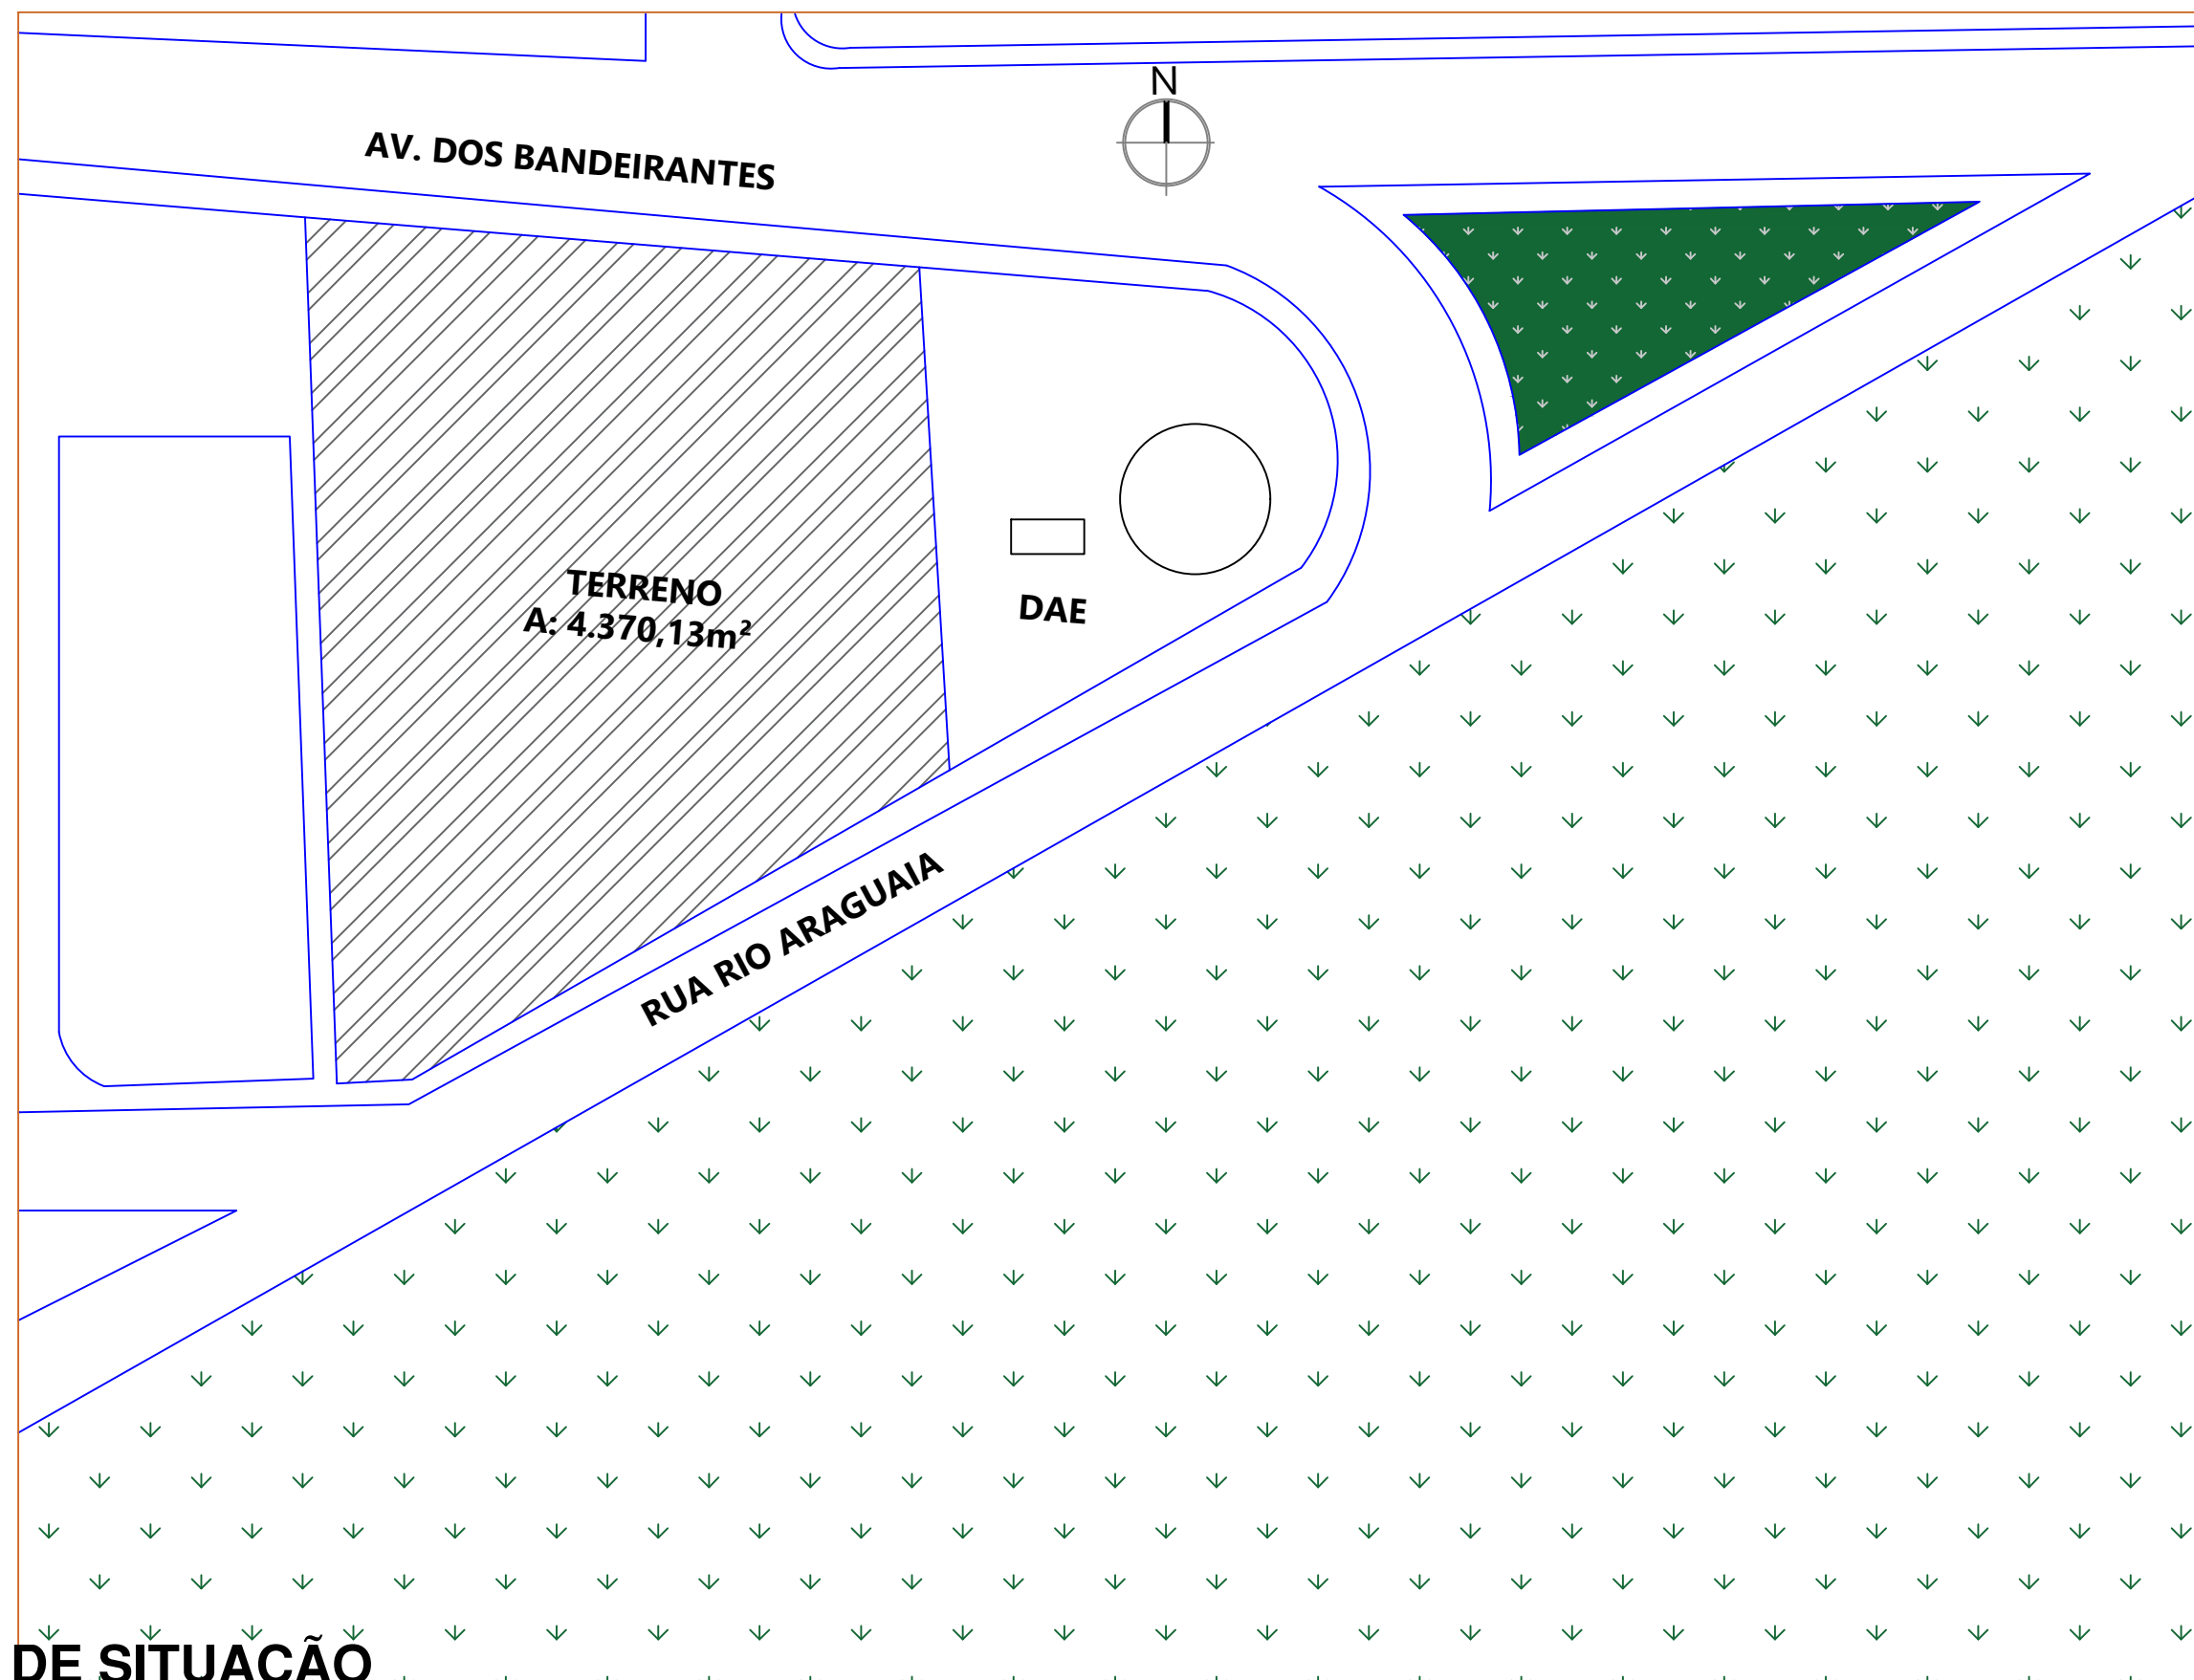 N
AV. DOS BANDEIRANTES
TERRENO
A: 4.370,13m²
DAE
RUA RIO ARAGUAIA
DE SITUAÇÃO